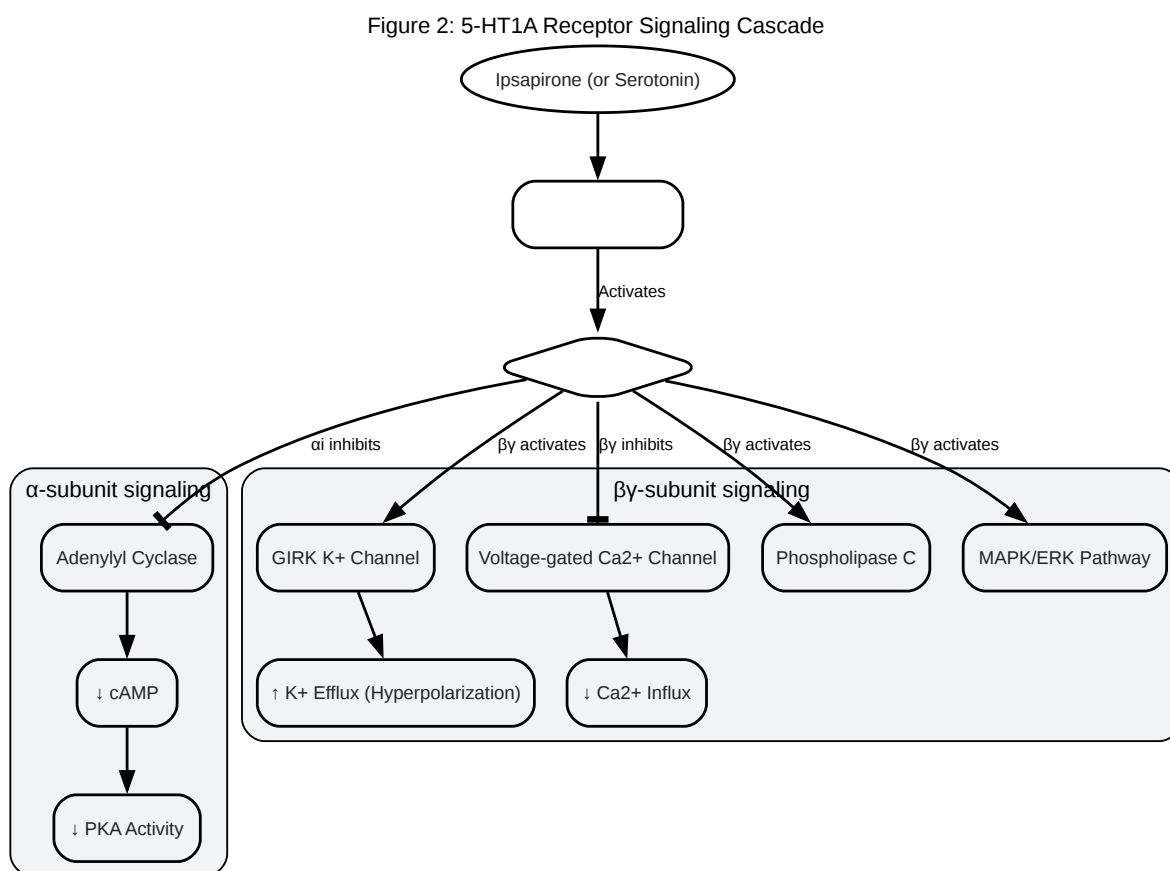 Figure 2: 5-HT1A Receptor Signaling Cascade
Ipsapirone (or Serotonin)
Activates
αi inhibits
βγ activates
βγ inhibits
βγ activates
βγ activates
α-subunit signaling
βγ-subunit signaling
Adenylyl Cyclase
GIRK K+ Channel
Voltage-gated Ca2+ Channel
Phospholipase C
MAPK/ERK Pathway
↓ cAMP
↑ K+ Efflux (Hyperpolarization)
↓ Ca2+ Influx
↓ PKA Activity